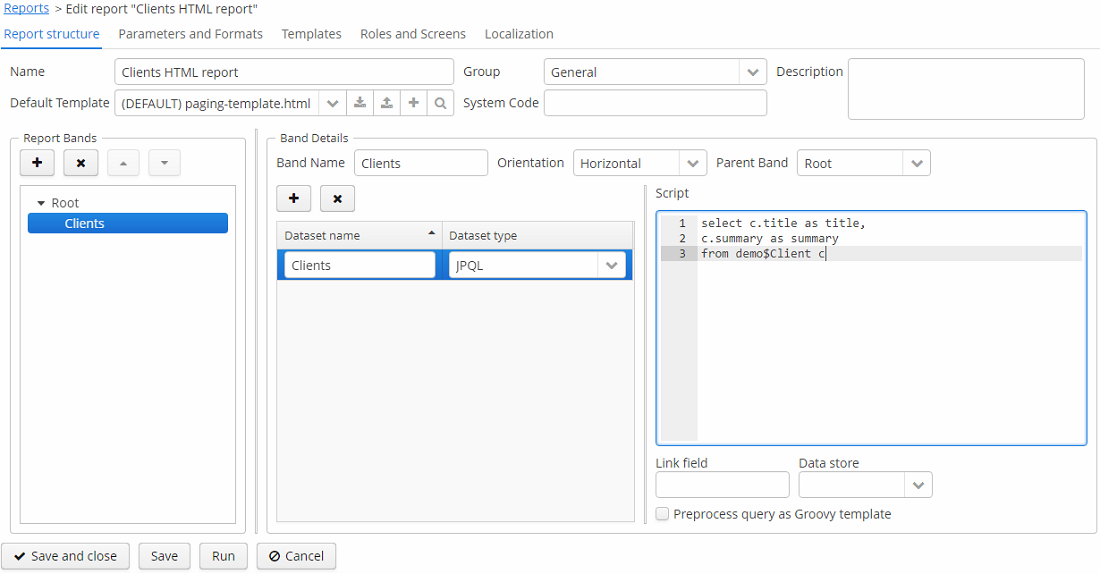 Reports > Edit report "Clients HTML report"
Report structure Parameters and Formats Templates Roles and Screens Localization
Name Clients HTML report Group General Description
Default Template (DEFAULT) paging-template.html System Code
Report Bands
Root
Clients
Band Details
Band Name Clients Orientation Horizontal Parent Band Root
Dataset name Dataset type
Clients JPQL
Script
1 select c.title as title,
2 c.summary as summary
3 from demo$Client c
Link field Data store
Preprocess query as Groovy template
Save and close Save Run Cancel